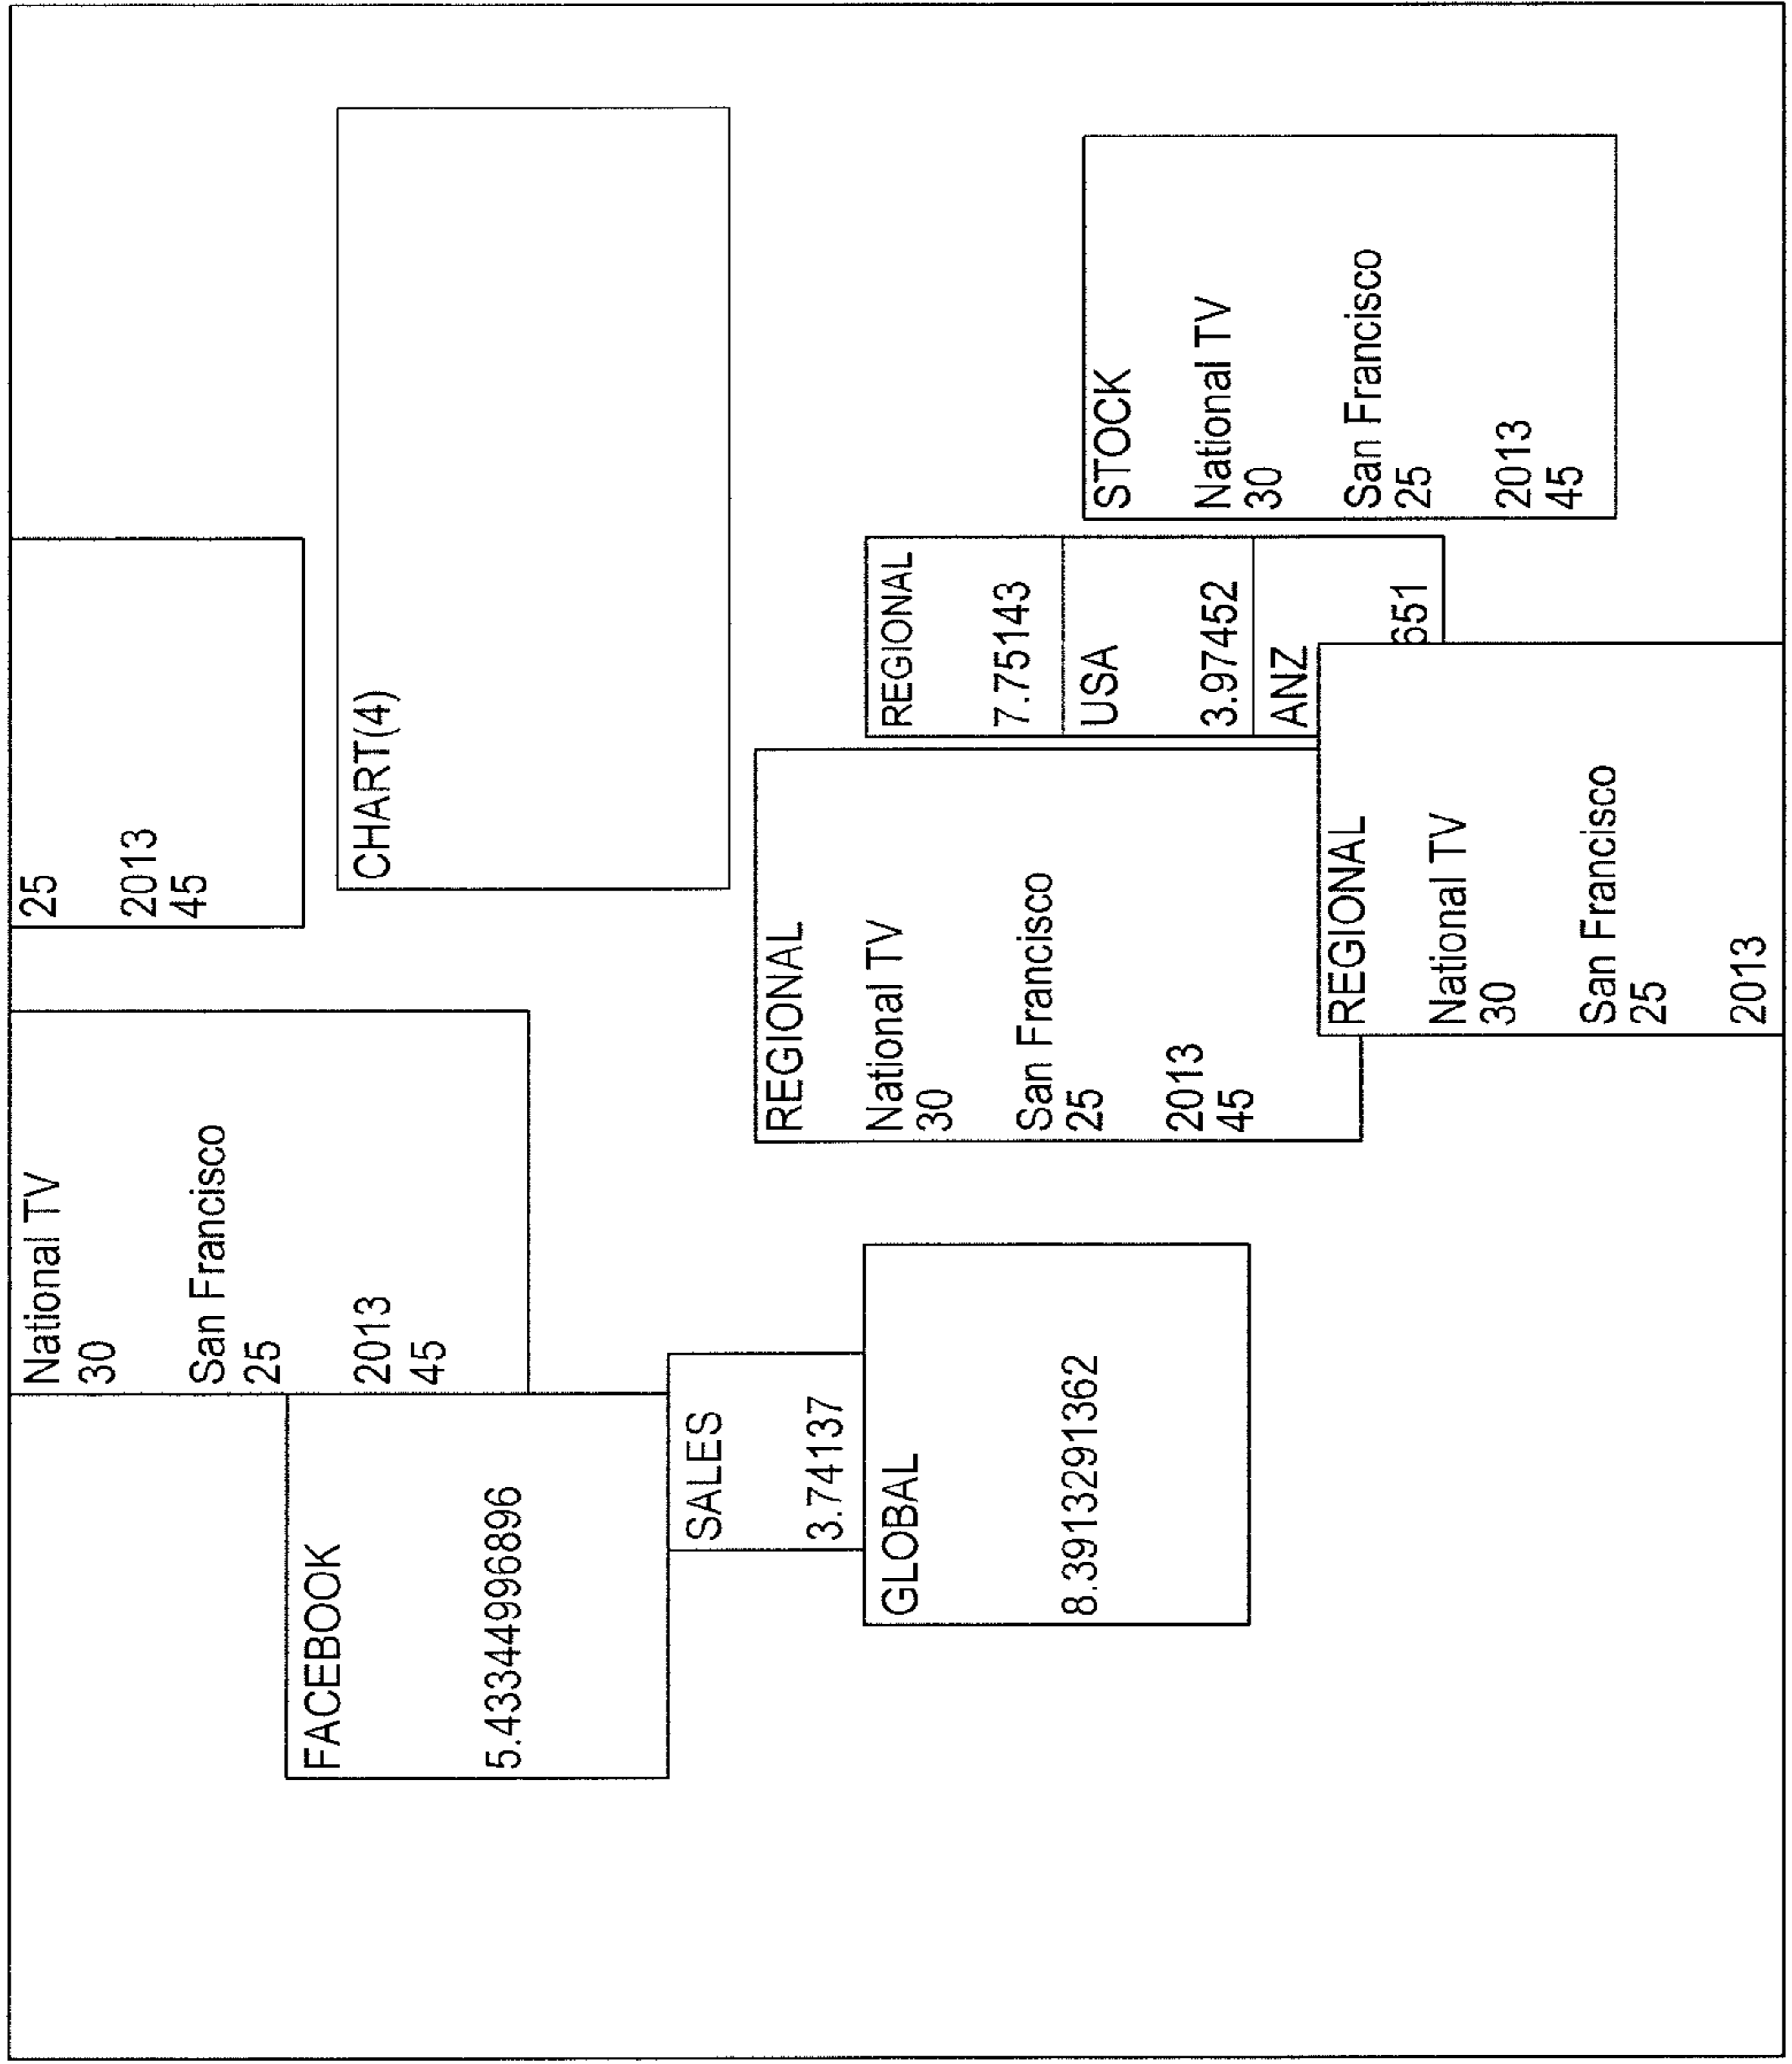 National TV
30
San Francisco
25
2013
45
25
2013
45
FACEBOOK
5.43344996896
CHART(4)
SALES
3.74137
GLOBAL
8.3913291362
REGIONAL
National TV
30
San Francisco
25
2013
45
REGIONAL
7.75143
USA
3.97452
ANZ
651
STOCK
National TV
30
San Francisco
25
2013
45
REGIONAL
National TV
30
San Francisco
25
2013